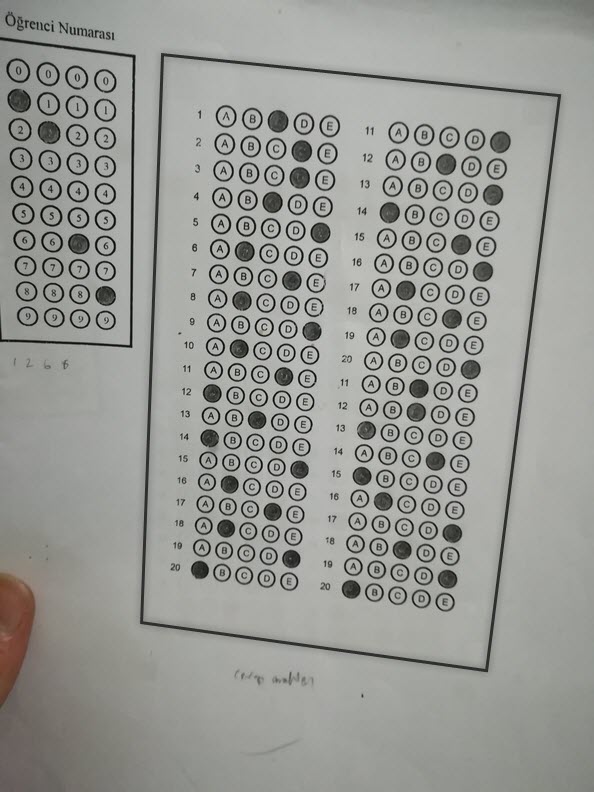 Öğrenci Numarası
0 0 0 0
1 1 1
2 2 2
3 3 3 3
4 4 4 4
5 5 5 5
6 6 6
7 7 7 7
8 8 8
9 9 9 9
1 2 6 8
1 A B D E
2 A B C E
3 A B C E
4 A B D E
5 A B C D
6 A C D E
7 A B C E
8 A C D E
9 A B C D
10 A C D E
11 A B C E
12 B C D E
13 A B D E
14 B C D E
15 A B C D
16 A C D E
17 A B C E
18 A C D E
19 A B C D
20 B C D E
11 A B C D
12 A B D E
13 A B C D
14 B C D E
15 A B C E
16 A B C D
17 A C D E
18 A B C E
19 A C D E
20 A B C D
11 A B D E
12 A B D E
13 B C D E
14 A B C E
15 B C D E
16 A C D E
17 A B C D
18 A B D E
19 A B C D
20 B C D E
cevap anahtarı